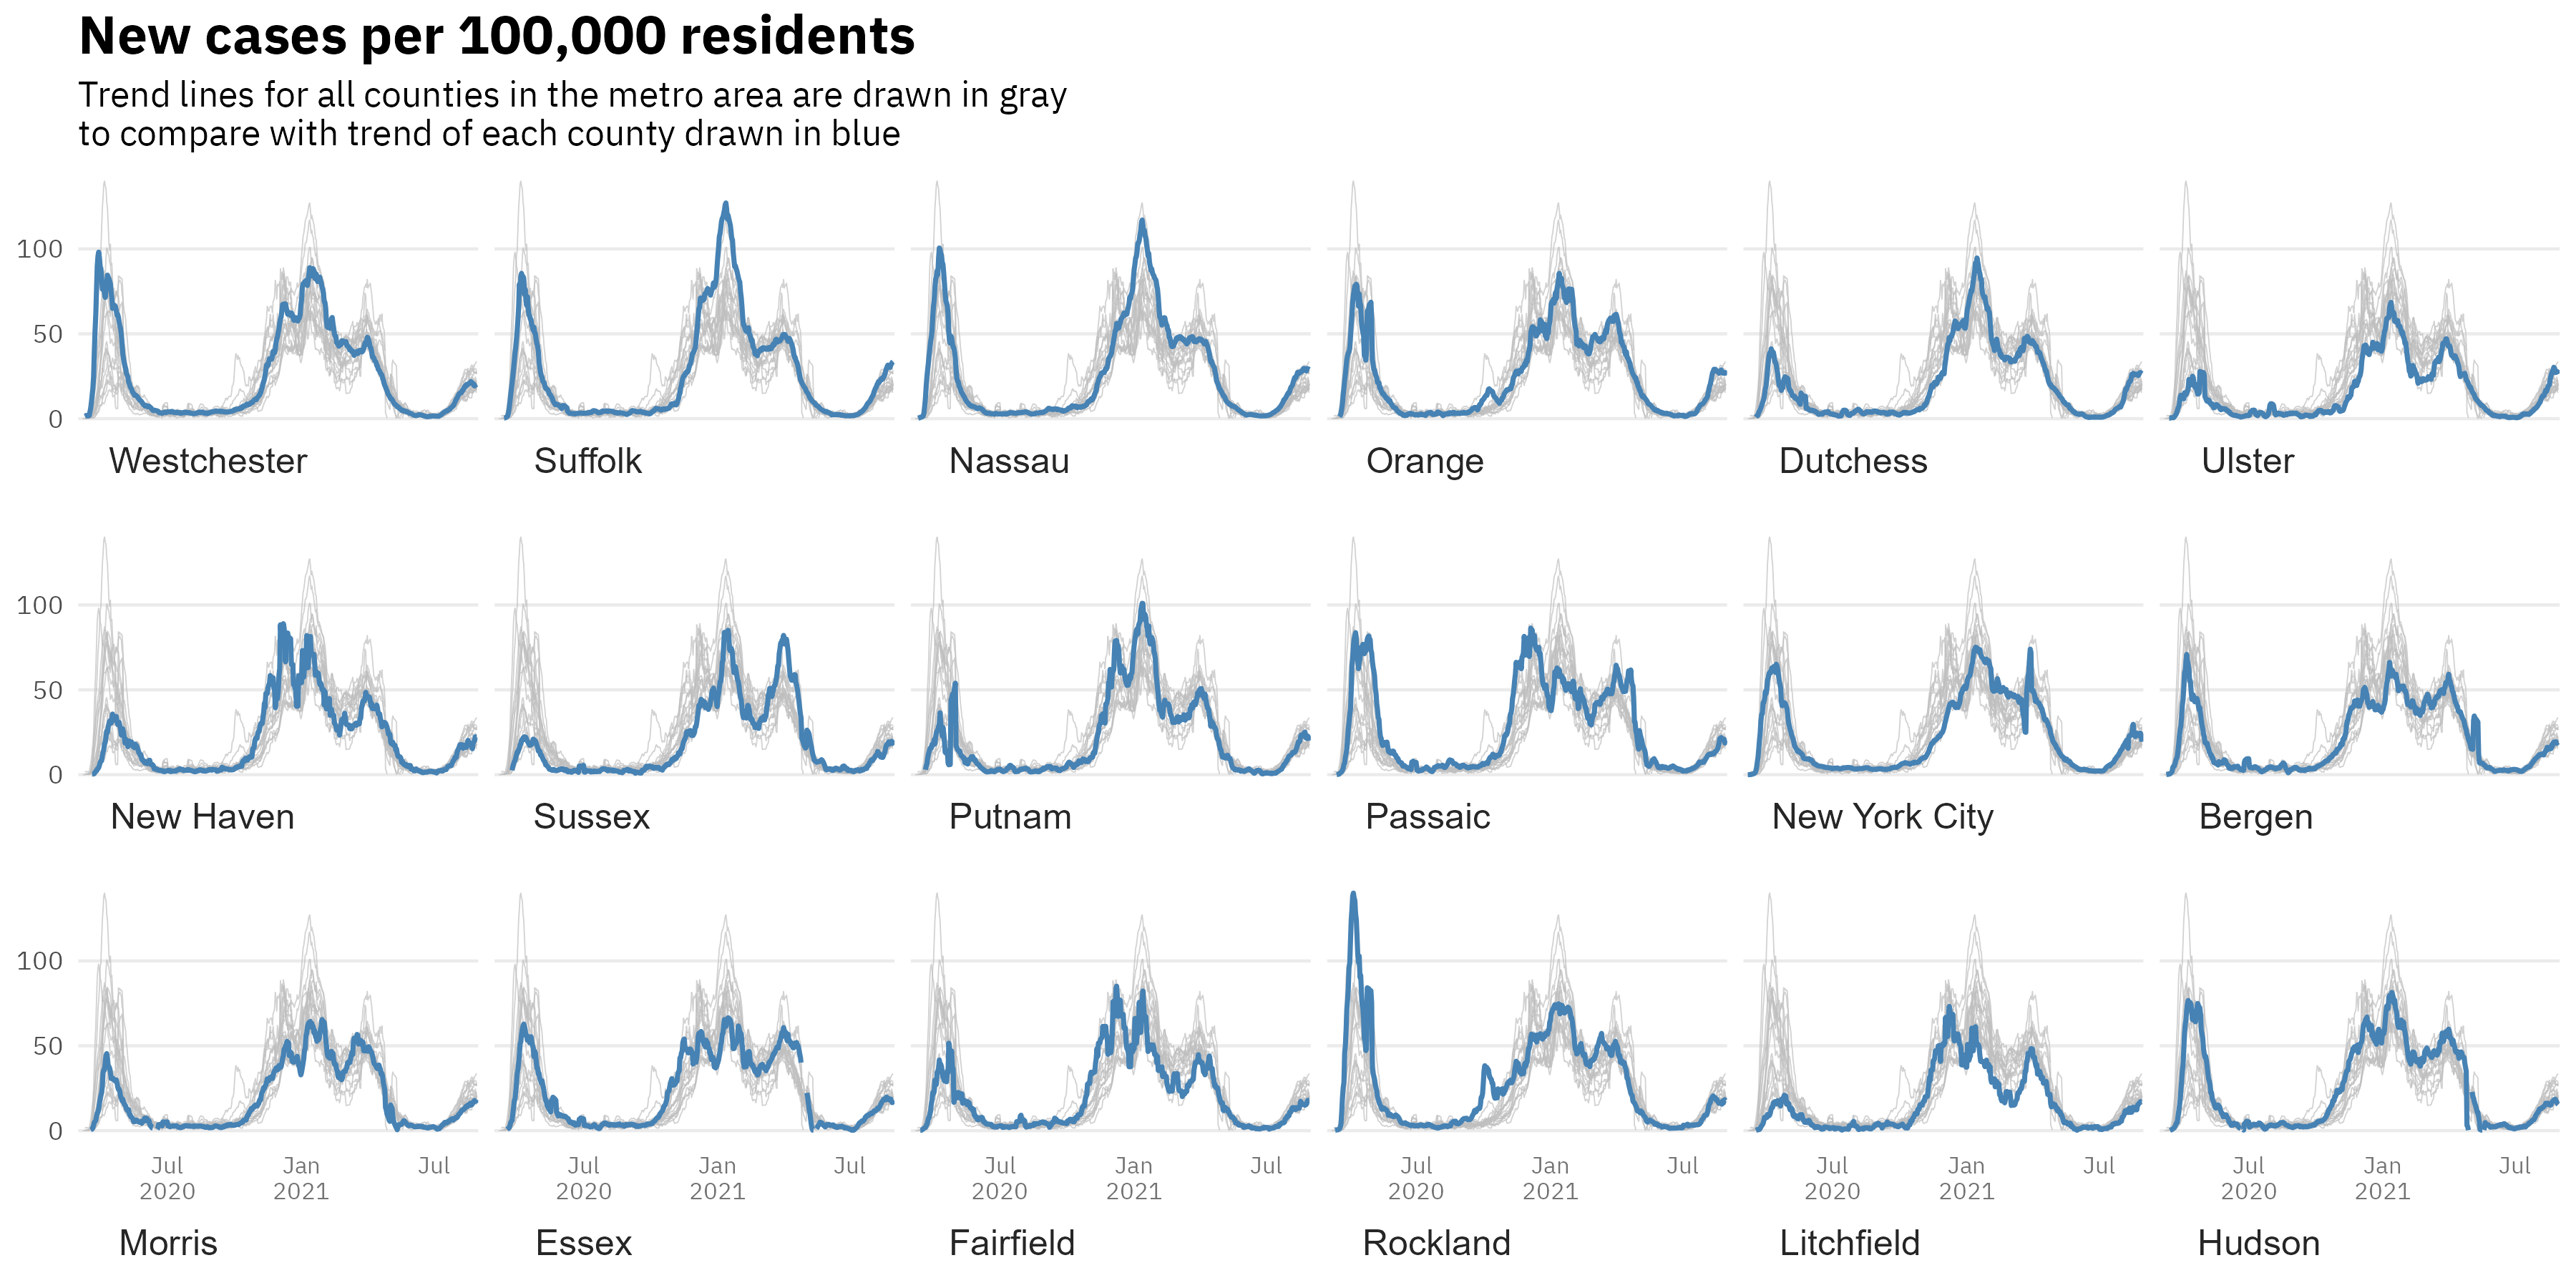 New cases per 100,000 residents
Trend lines for all counties in the metro area are drawn in gray
to compare with trend of each county drawn in blue
100
50
0
Westchester Suffolk Nassau Orange Dutchess Ulster
100
50
0
New Haven Sussex Putnam Passaic New York City Bergen
100
50
0
Jul Jan Jul Jul Jan Jul Jul Jan Jul Jul Jan Jul Jul Jan Jul Jul Jan Jul
2020 2021 2020 2021 2020 2021 2020 2021 2020 2021 2020 2021
Morris Essex Fairfield Rockland Litchfield Hudson